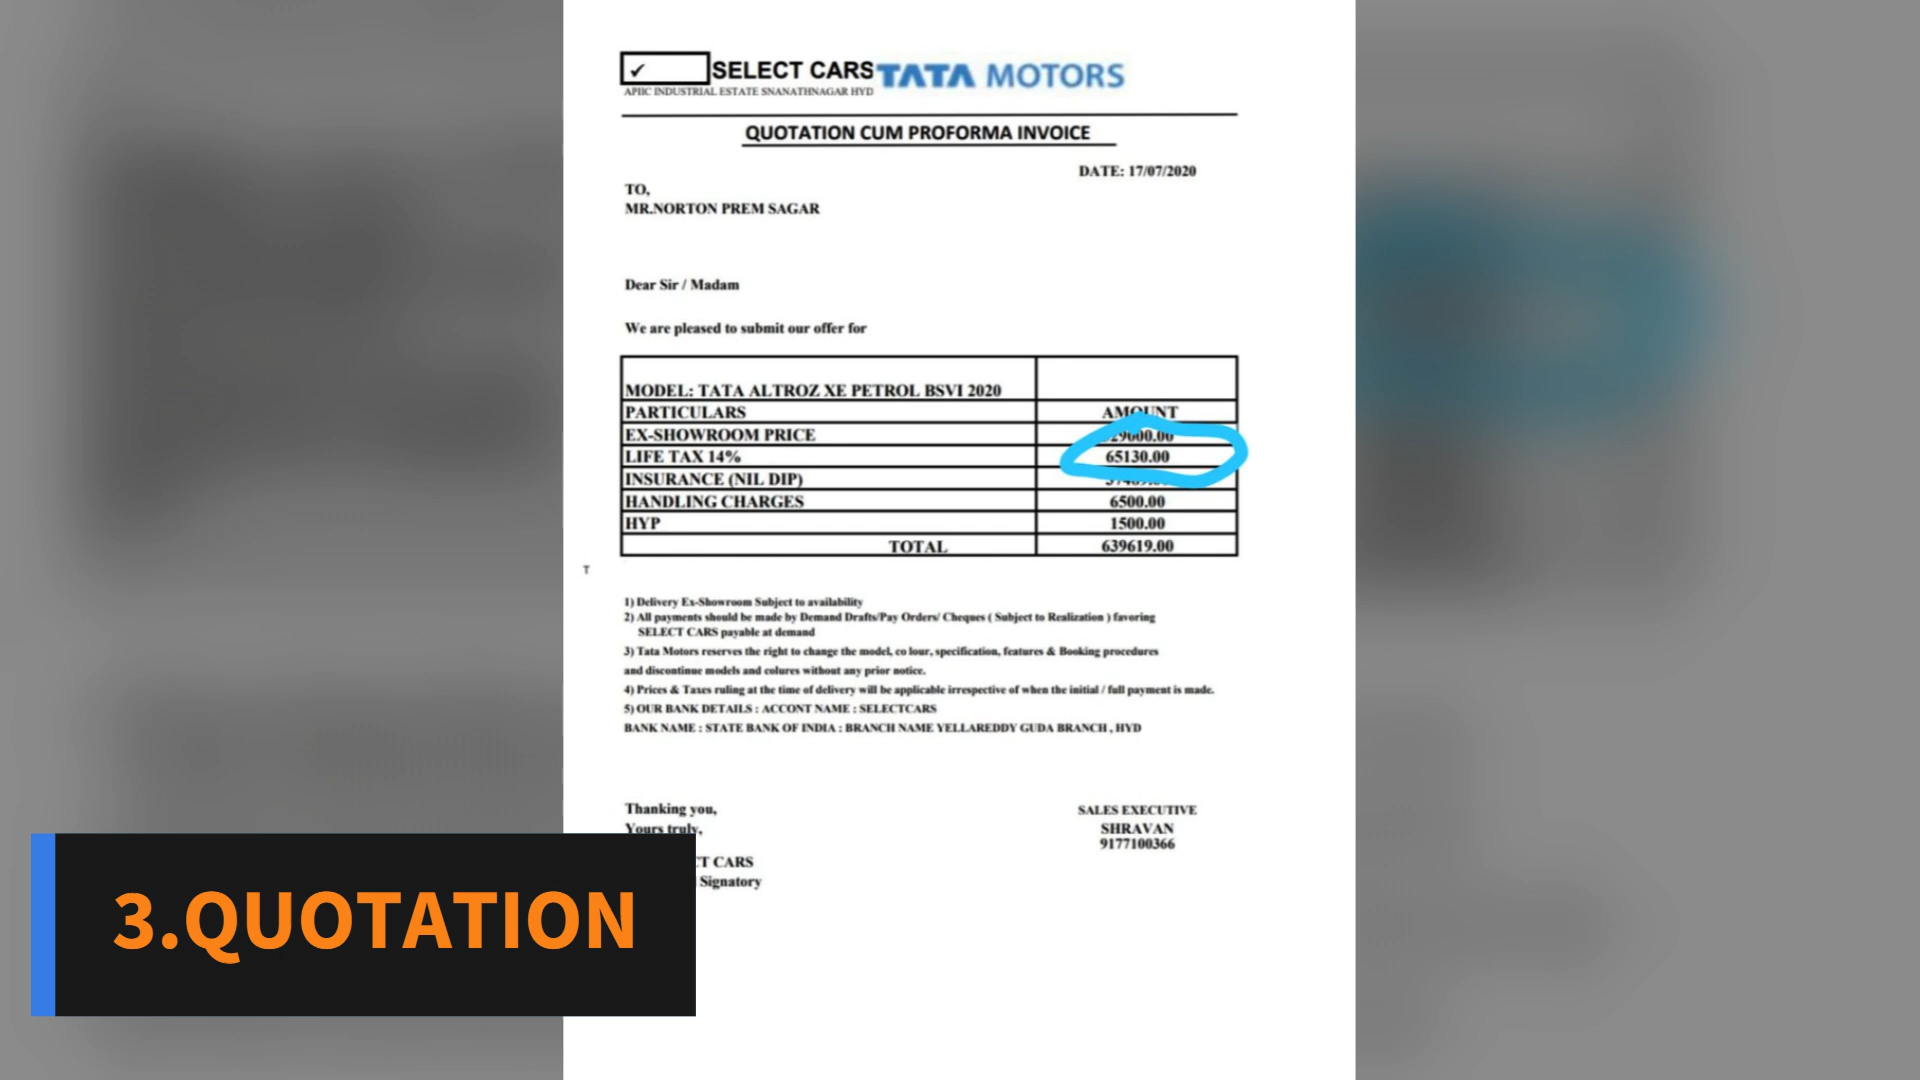 ✓ SELECT CARS TATA MOTORS
APIIC INDUSTRIAL ESTATE SNANATHNAGAR HYD
QUOTATION CUM PROFORMA INVOICE
DATE: 17/07/2020
TO,
MR.NORTON PREM SAGAR
Dear Sir / Madam
We are pleased to submit our offer for
MODEL: TATA ALTROZ XE PETROL BSVI 2020
PARTICULARS AMOUNT
EX-SHOWROOM PRICE
LIFE TAX 14% 65130.00
INSURANCE (NIL DIP)
HANDLING CHARGES 6500.00
HYP 1500.00
TOTAL 639619.00
T
1) Delivery Ex-Showroom Subject to availability
2) All payments should be made by Demand Drafts/Pay Orders/ Cheques ( Subject to Realization ) favoring
SELECT CARS payable at demand
3) Tata Motors reserves the right to change the model, co lour, specification, features & Booking procedures
and discontinue models and colures without any prior notice.
4) Prices & Taxes ruling at the time of delivery will be applicable irrespective of when the initial / full payment is made.
5) OUR BANK DETAILS : ACCONT NAME : SELECTCARS
BANK NAME : STATE BANK OF INDIA : BRANCH NAME YELLAREDDY GUDA BRANCH , HYD
Thanking you,
Yours truly,
CARS
Signatory
SALES EXECUTIVE
SHRAVAN
9177100366
3.QUOTATION